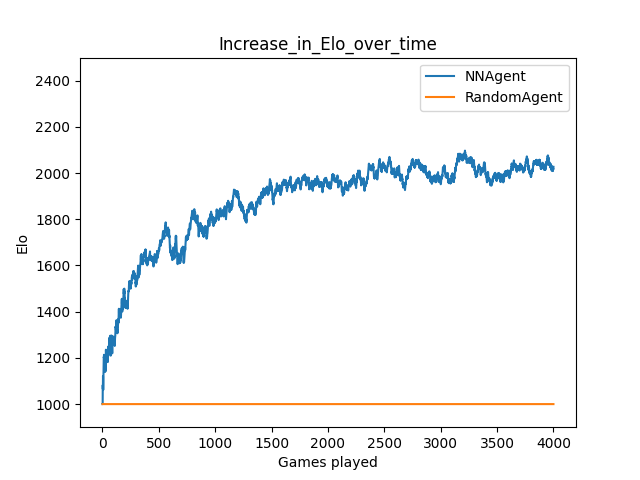 Increase_in_Elo_over_time
NNAgent
RandomAgent
2400
2200
2000
1800
1600
1400
1200
1000
Elo
0 500 1000 1500 2000 2500 3000 3500 4000
Games played